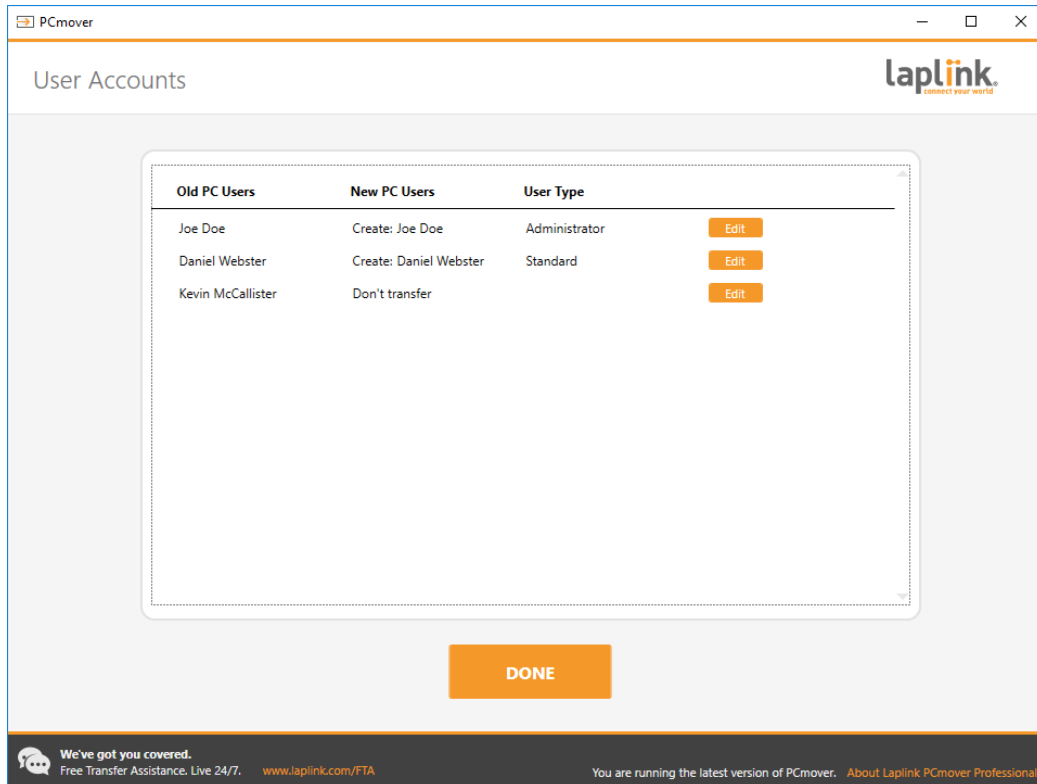 PCmover
User Accounts
laplink®
connect your world
Old PC Users New PC Users User Type
Joe Doe Create: Joe Doe Administrator Edit
Daniel Webster Create: Daniel Webster Standard Edit
Kevin McCallister Don't transfer Edit
DONE
We've got you covered.
Free Transfer Assistance. Live 24/7. www.laplink.com/FTA
You are running the latest version of PCmover. About Laplink PCmover Professional